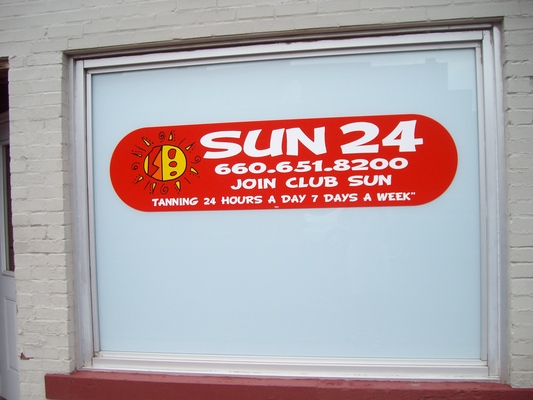 SUN 24
660.651.8200
JOIN CLUB SUN
TANNING 24 HOURS A DAY 7 DAYS A WEEK"